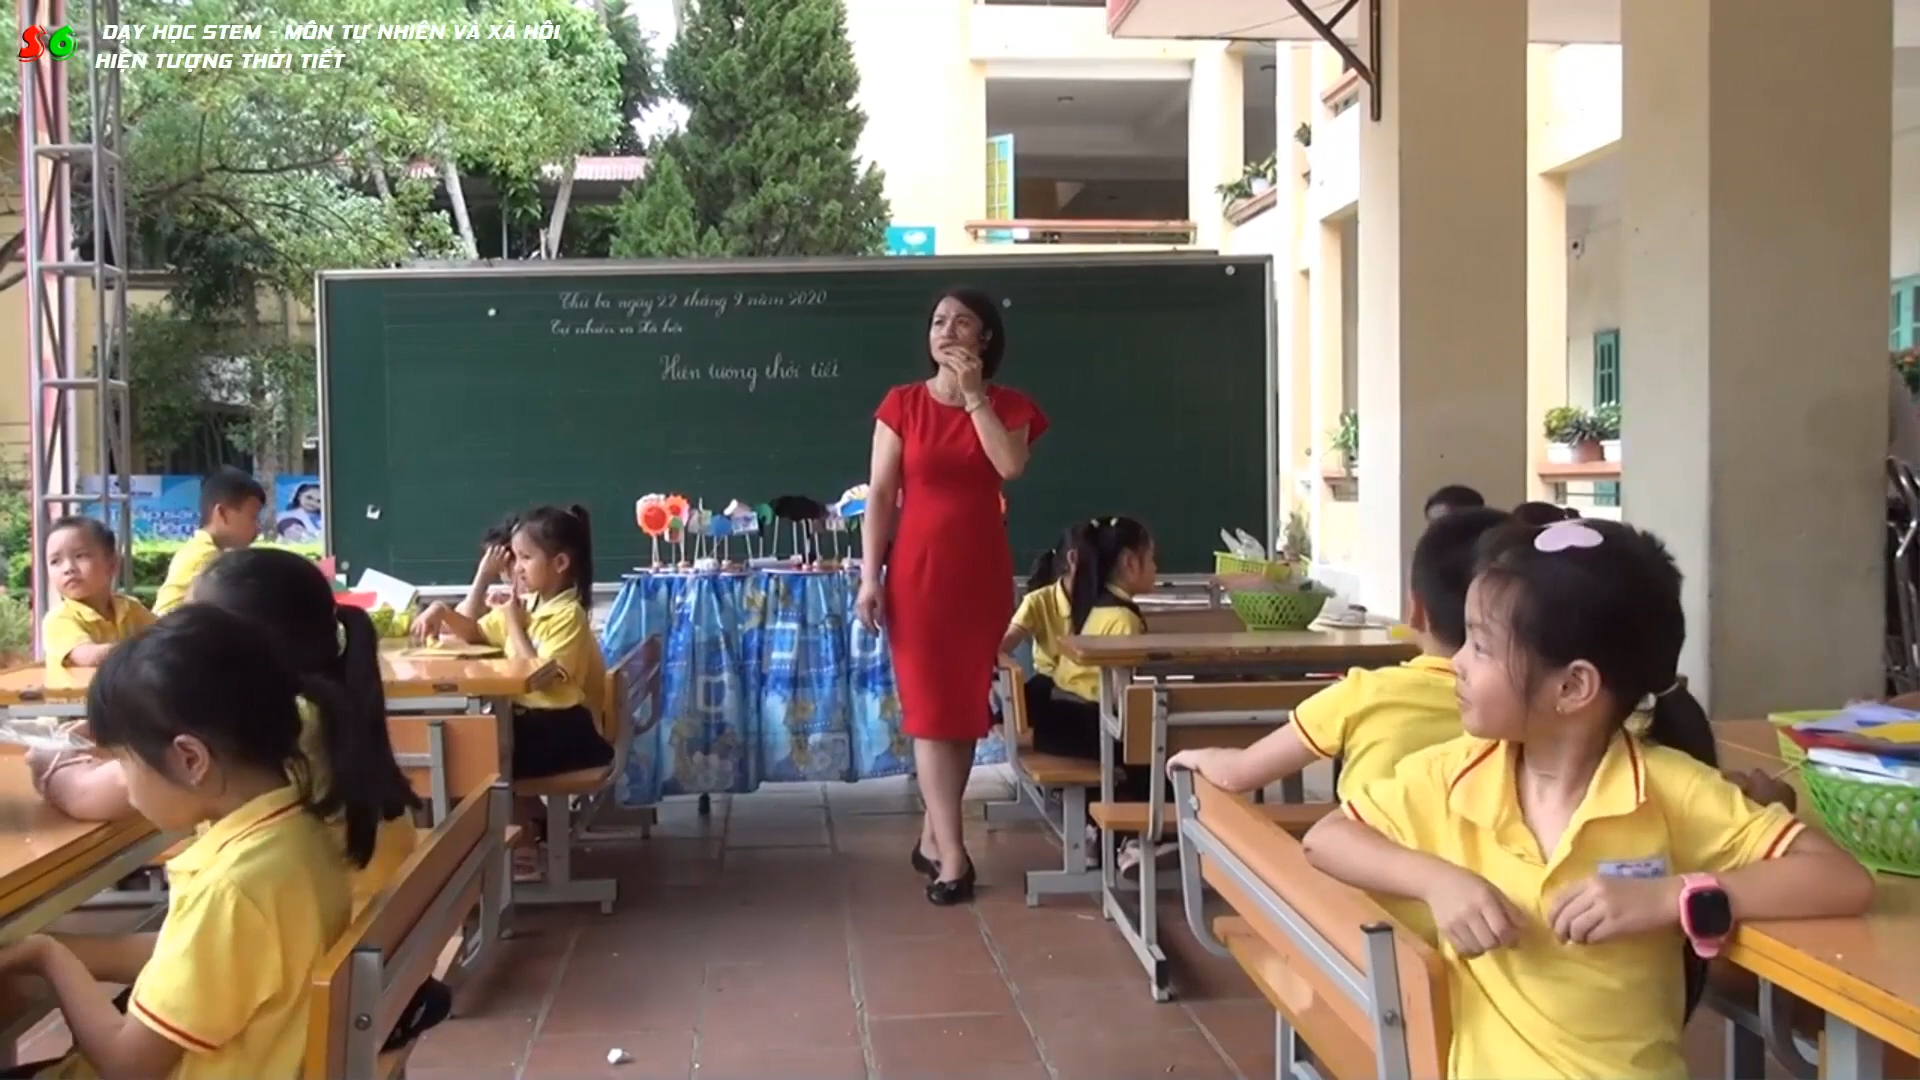 S6
DẠY HỌC STEM - MÔN TỰ NHIÊN VÀ XÃ HỘI
HIỆN TƯỢNG THỜI TIẾT
Thứ ba ngày 22 tháng 9 năm 2020
Tự nhiên và Xã hội
Hiện tượng thời tiết